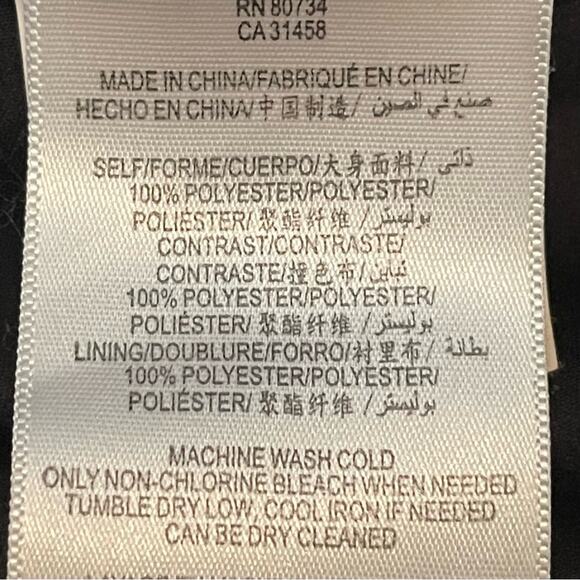 RN 80734
CA 31458
MADE IN CHINA/FABRIQUÉ EN CHINE/
HECHO EN CHINA/中国制造/ صنع في الصين
SELF/FORME/CUERPO/大身面料/ ذاتي
100% POLYESTER/POLYESTER/
POLIÉSTER/ 聚酯纤维 / بوليستر
CONTRAST/CONTRASTE/
CONTRASTE/撞色布/ تباين
100% POLYESTER/POLYESTER/
POLIÉSTER/ 聚酯纤维 / بوليستر
LINING/DOUBLURE/FORRO/衬里布/ بطانة
100% POLYESTER/POLYESTER/
POLIÉSTER/ 聚酯纤维 / بوليستر
MACHINE WASH COLD
ONLY NON-CHLORINE BLEACH WHEN NEEDED
TUMBLE DRY LOW, COOL IRON IF NEEDED
CAN BE DRY CLEANED